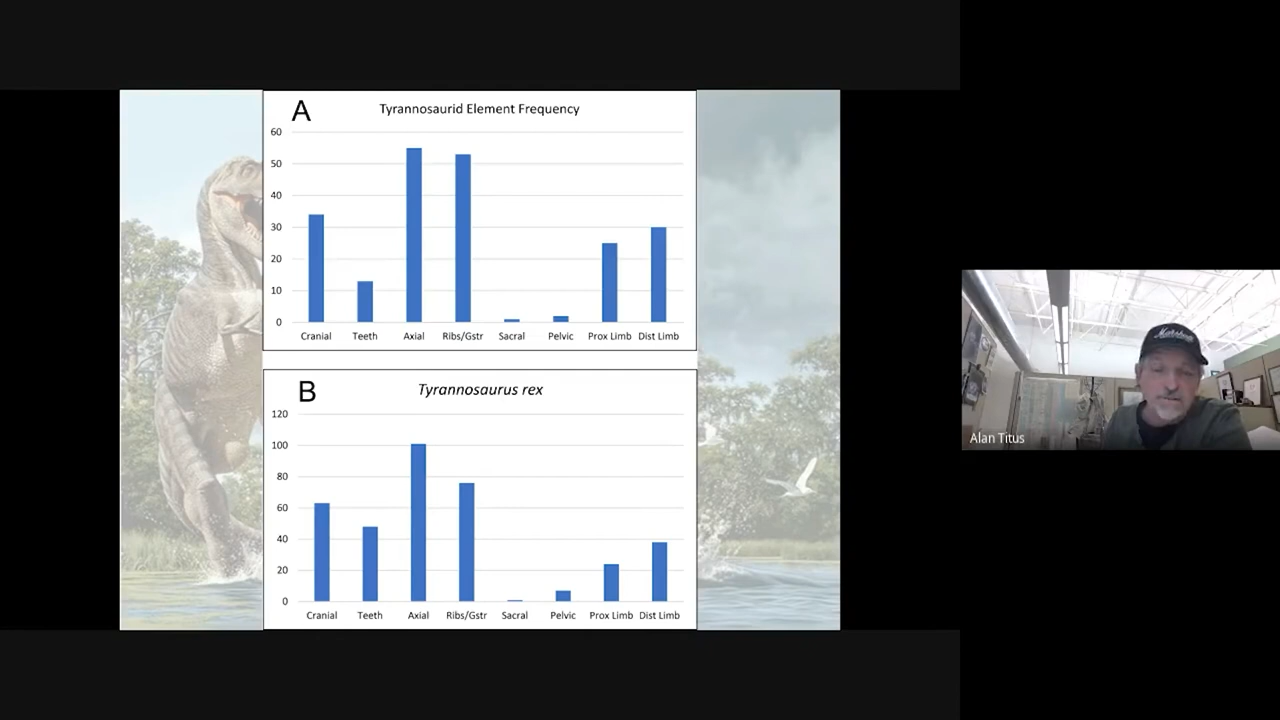 A
Tyrannosaurid Element Frequency
60
50
40
30
20
10
0
Cranial Teeth Axial Ribs/Gstr Sacral Pelvic Prox Limb Dist Limb
B
Tyrannosaurus rex
120
100
80
60
40
20
0
Cranial Teeth Axial Ribs/Gstr Sacral Pelvic Prox Limb Dist Limb
Alan Titus